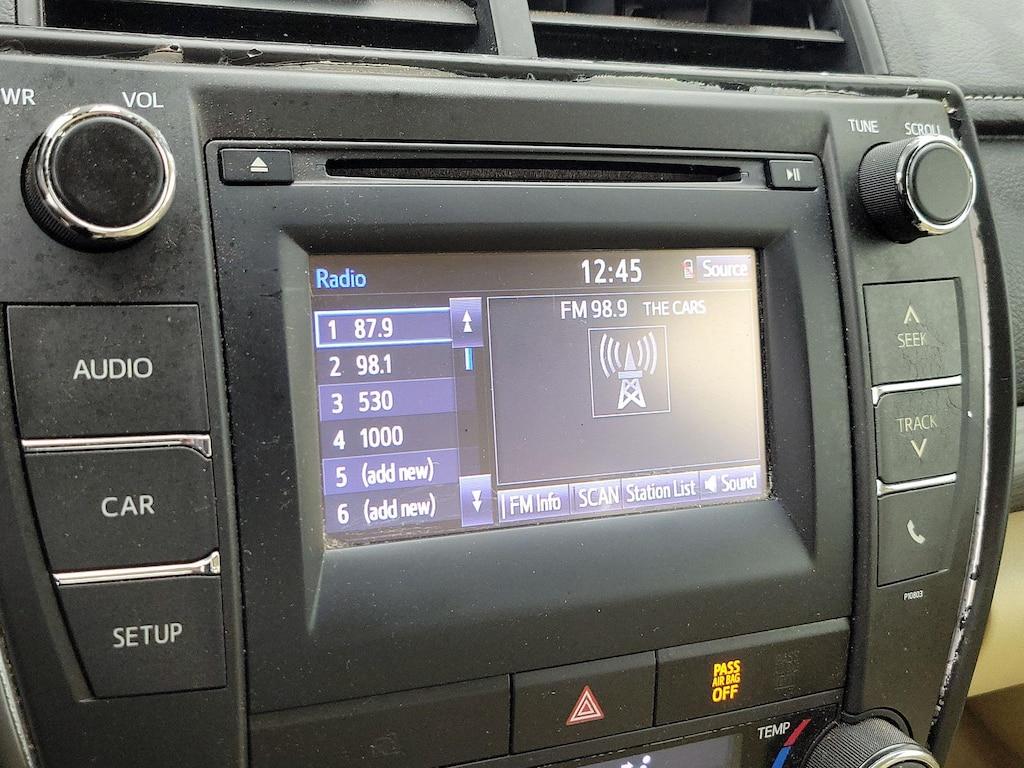 WR
VOL
TUNE
SCROLL
Radio
12:45
Source
1 87.9
2 98.1
3 530
4 1000
5 (add new)
6 (add new)
FM 98.9 THE CARS
FM Info
SCAN
Station List
Sound
AUDIO
CAR
SETUP
SEEK
TRACK
P10803
PASS
AIR BAG
OFF
TEMP